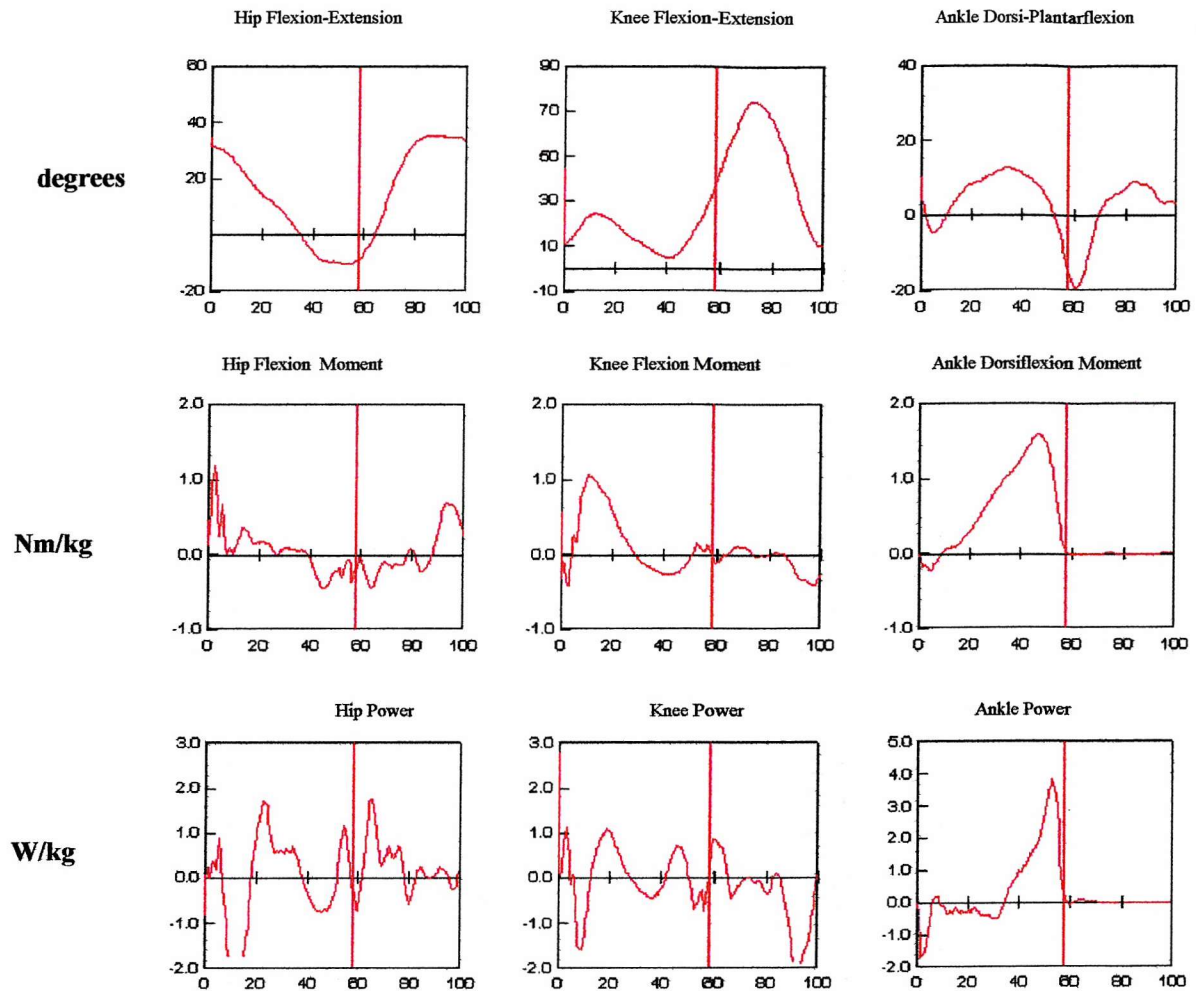 Hip Flexion-Extension Knee Flexion-Extension Ankle Dorsi-Plantarflexion
60 90 40
40 70 20
degrees
20 50 0
30
10
-20 -10 -20
0 20 40 60 80 100 0 20 40 60 80 100 0 20 40 60 80 100
Hip Flexion Moment Knee Flexion Moment Ankle Dorsiflexion Moment
2.0 2.0 2.0
1.0 1.0 1.0
Nm/kg
0.0 0.0 0.0
-1.0 -1.0 -1.0
0 20 40 60 80 100 0 20 40 60 80 100 0 20 40 60 80 100
Hip Power Knee Power Ankle Power
3.0 3.0 5.0
2.0 2.0 4.0
3.0
1.0 1.0 2.0
W/kg
0.0 0.0 1.0
0.0
-1.0 -1.0 -1.0
-2.0 -2.0 -2.0
0 20 40 60 80 100 0 20 40 60 80 100 0 20 40 60 80 100